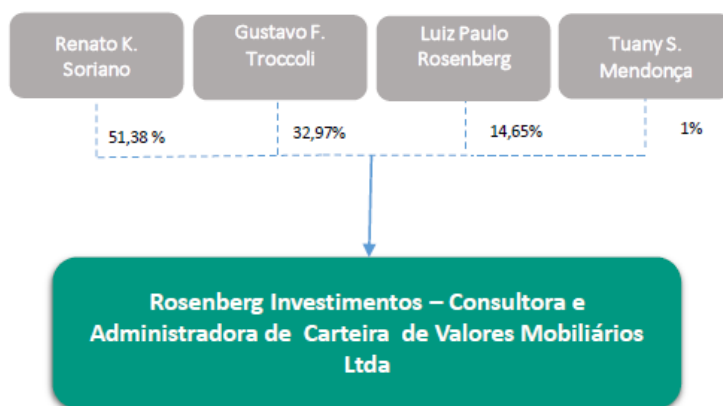 Renato K.
Soriano
Gustavo F.
Troccoli
Luiz Paulo
Rosenberg
Tuany S.
Mendonça
51,38 %
32,97%
14,65%
1%
Rosenberg Investimentos – Consultora e
Administradora de Carteira de Valores Mobiliários
Ltda